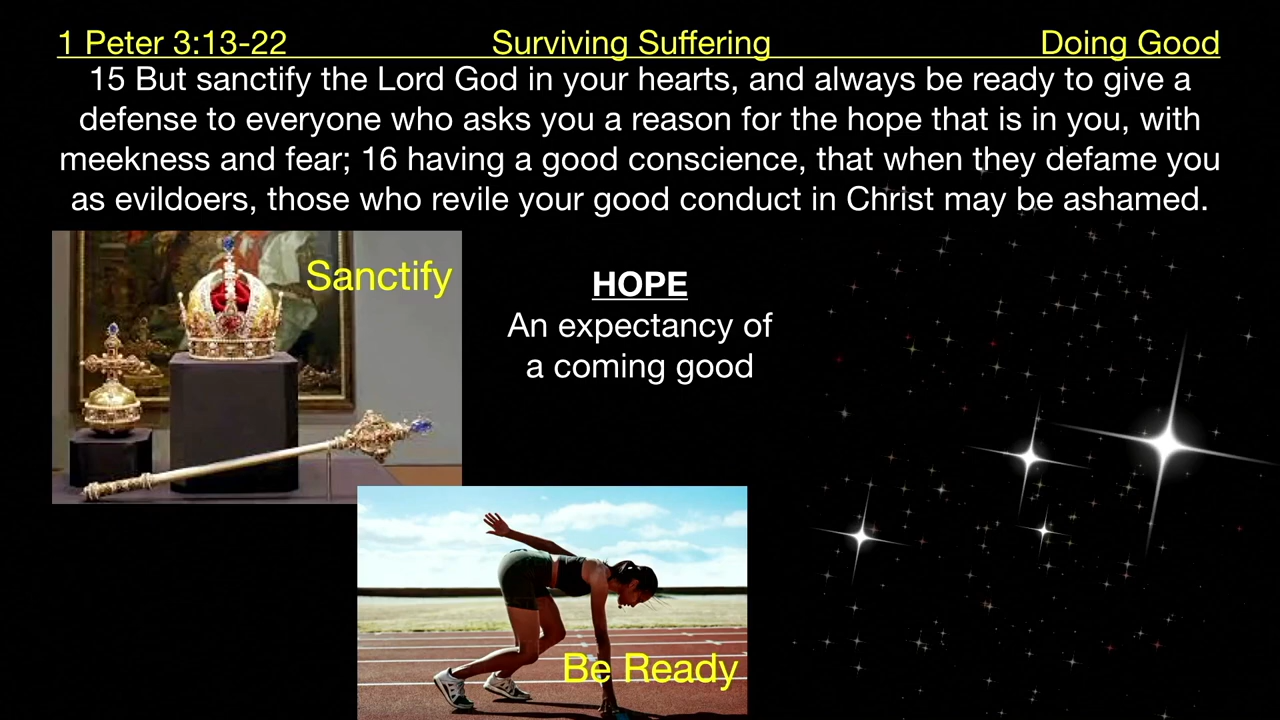 1 Peter 3:13-22 Surviving Suffering Doing Good
15 But sanctify the Lord God in your hearts, and always be ready to give a
defense to everyone who asks you a reason for the hope that is in you, with
meekness and fear; 16 having a good conscience, that when they defame you
as evildoers, those who revile your good conduct in Christ may be ashamed.
Sanctify
HOPE
An expectancy of
a coming good
Be Ready